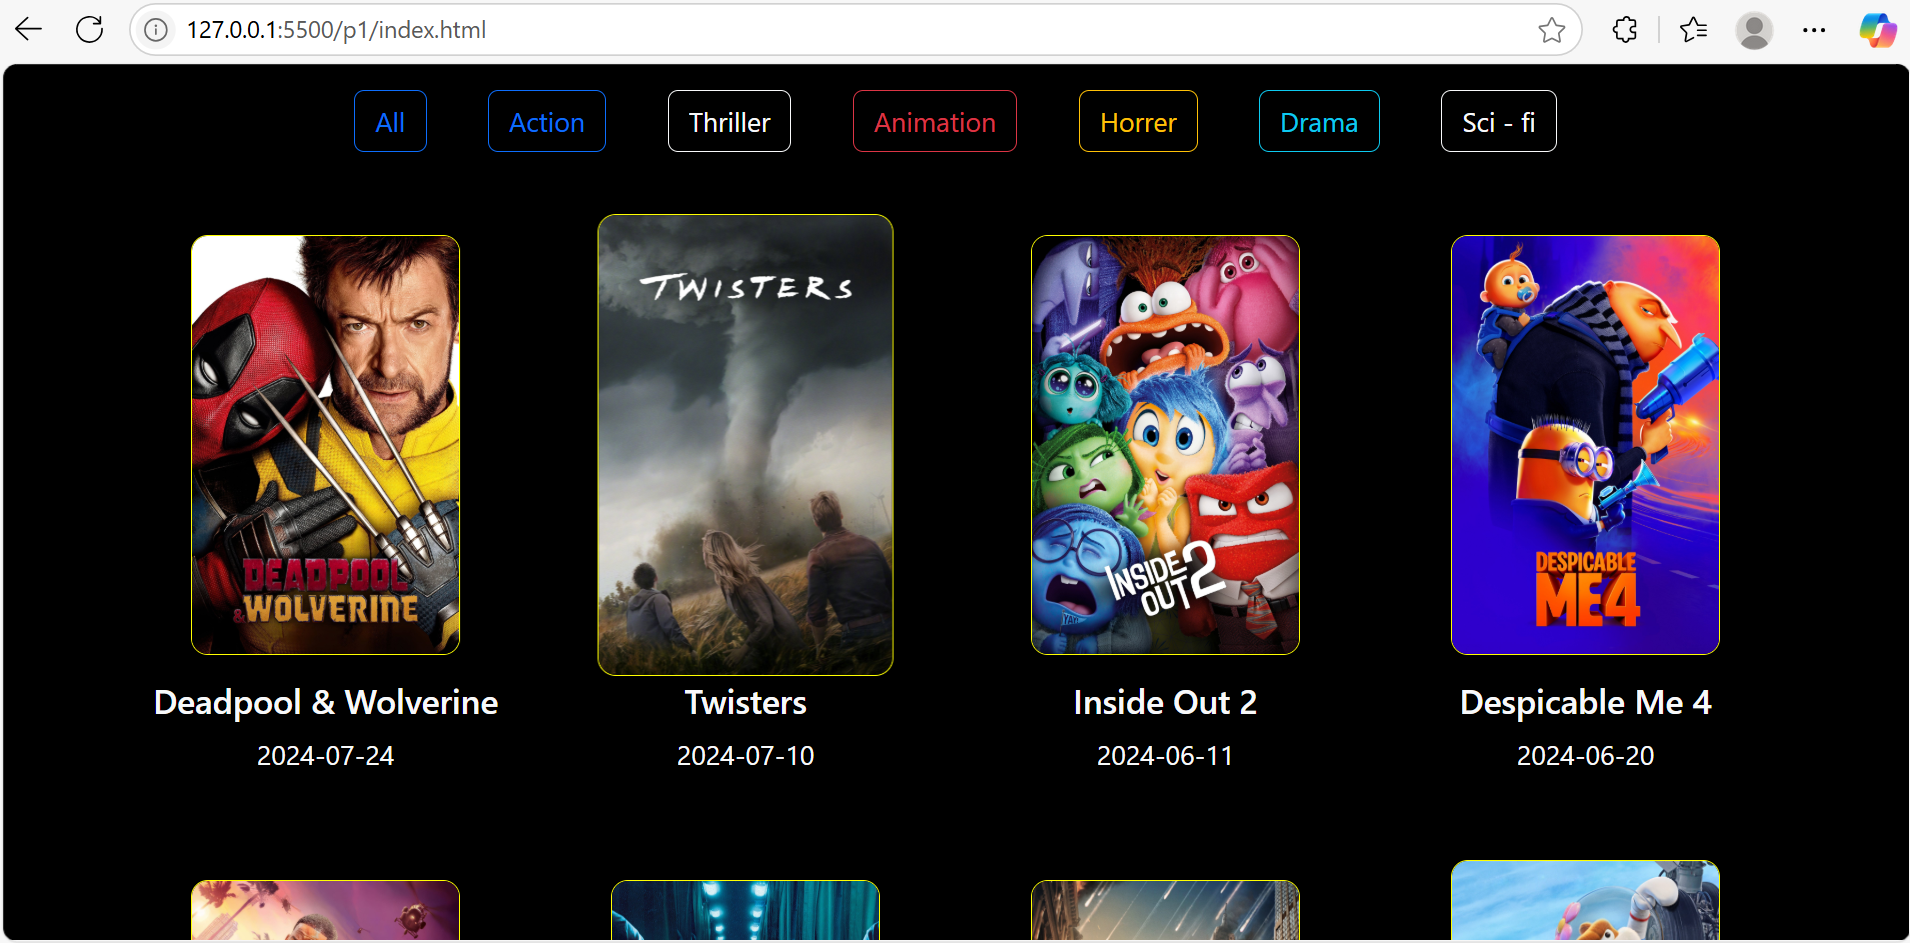 127.0.0.1:5500/p1/index.html
All Action Thriller Animation Horrer Drama Sci - fi
TWISTERS
DEADPOOL
& WOLVERINE
INSIDE
OUT 2
DESPICABLE
ME 4
Deadpool & Wolverine Twisters Inside Out 2 Despicable Me 4
2024-07-24 2024-07-10 2024-06-11 2024-06-20